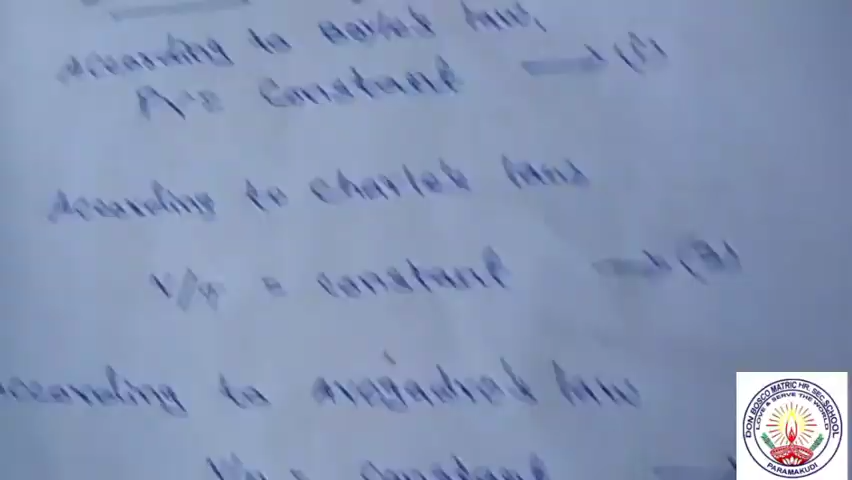 According to Boyle's law,
PV = Constant → (1)
According to Charle's law
V/T = constant → (2)
According to avogadro's law
V/n = constant →
DON BOSCO MATRIC HR. SEC. SCHOOL
LOVE & SERVE THE WORLD
PARAMAKUDI